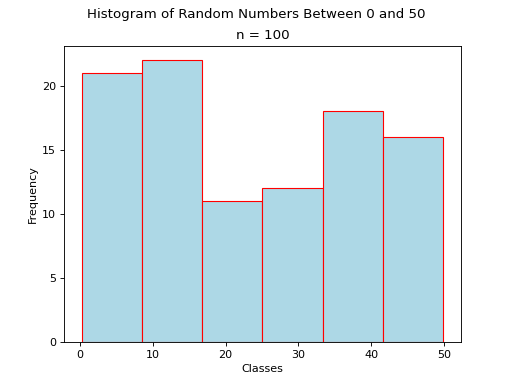 Histogram of Random Numbers Between 0 and 50
n = 100
20
15
10
5
0
Frequency
0 10 20 30 40 50
Classes